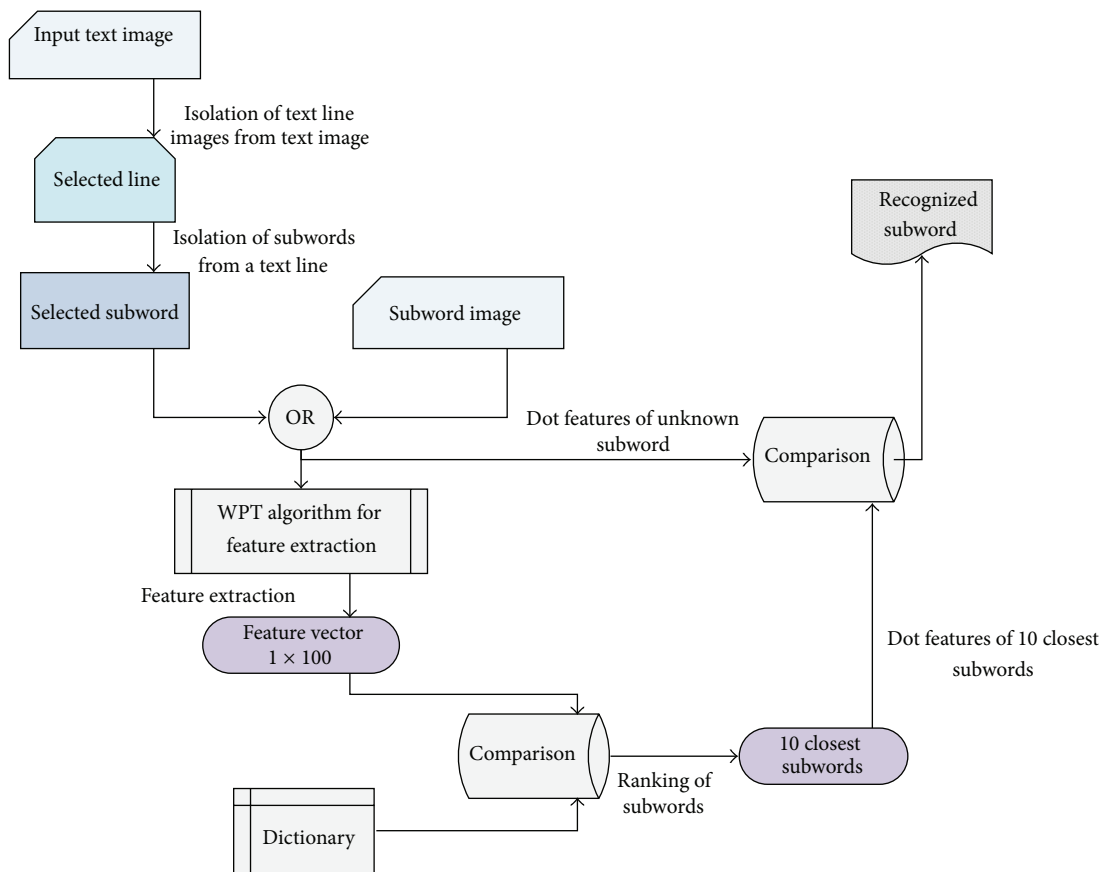 Input text image
Isolation of text line
images from text image
Selected line
Isolation of subwords
from a text line
Selected subword
Subword image
Recognized
subword
OR
Dot features of unknown
subword
Comparison
WPT algorithm for
feature extraction
Feature extraction
Feature vector
1 × 100
Dot features of 10 closest
subwords
Comparison
Ranking of
subwords
10 closest
subwords
Dictionary